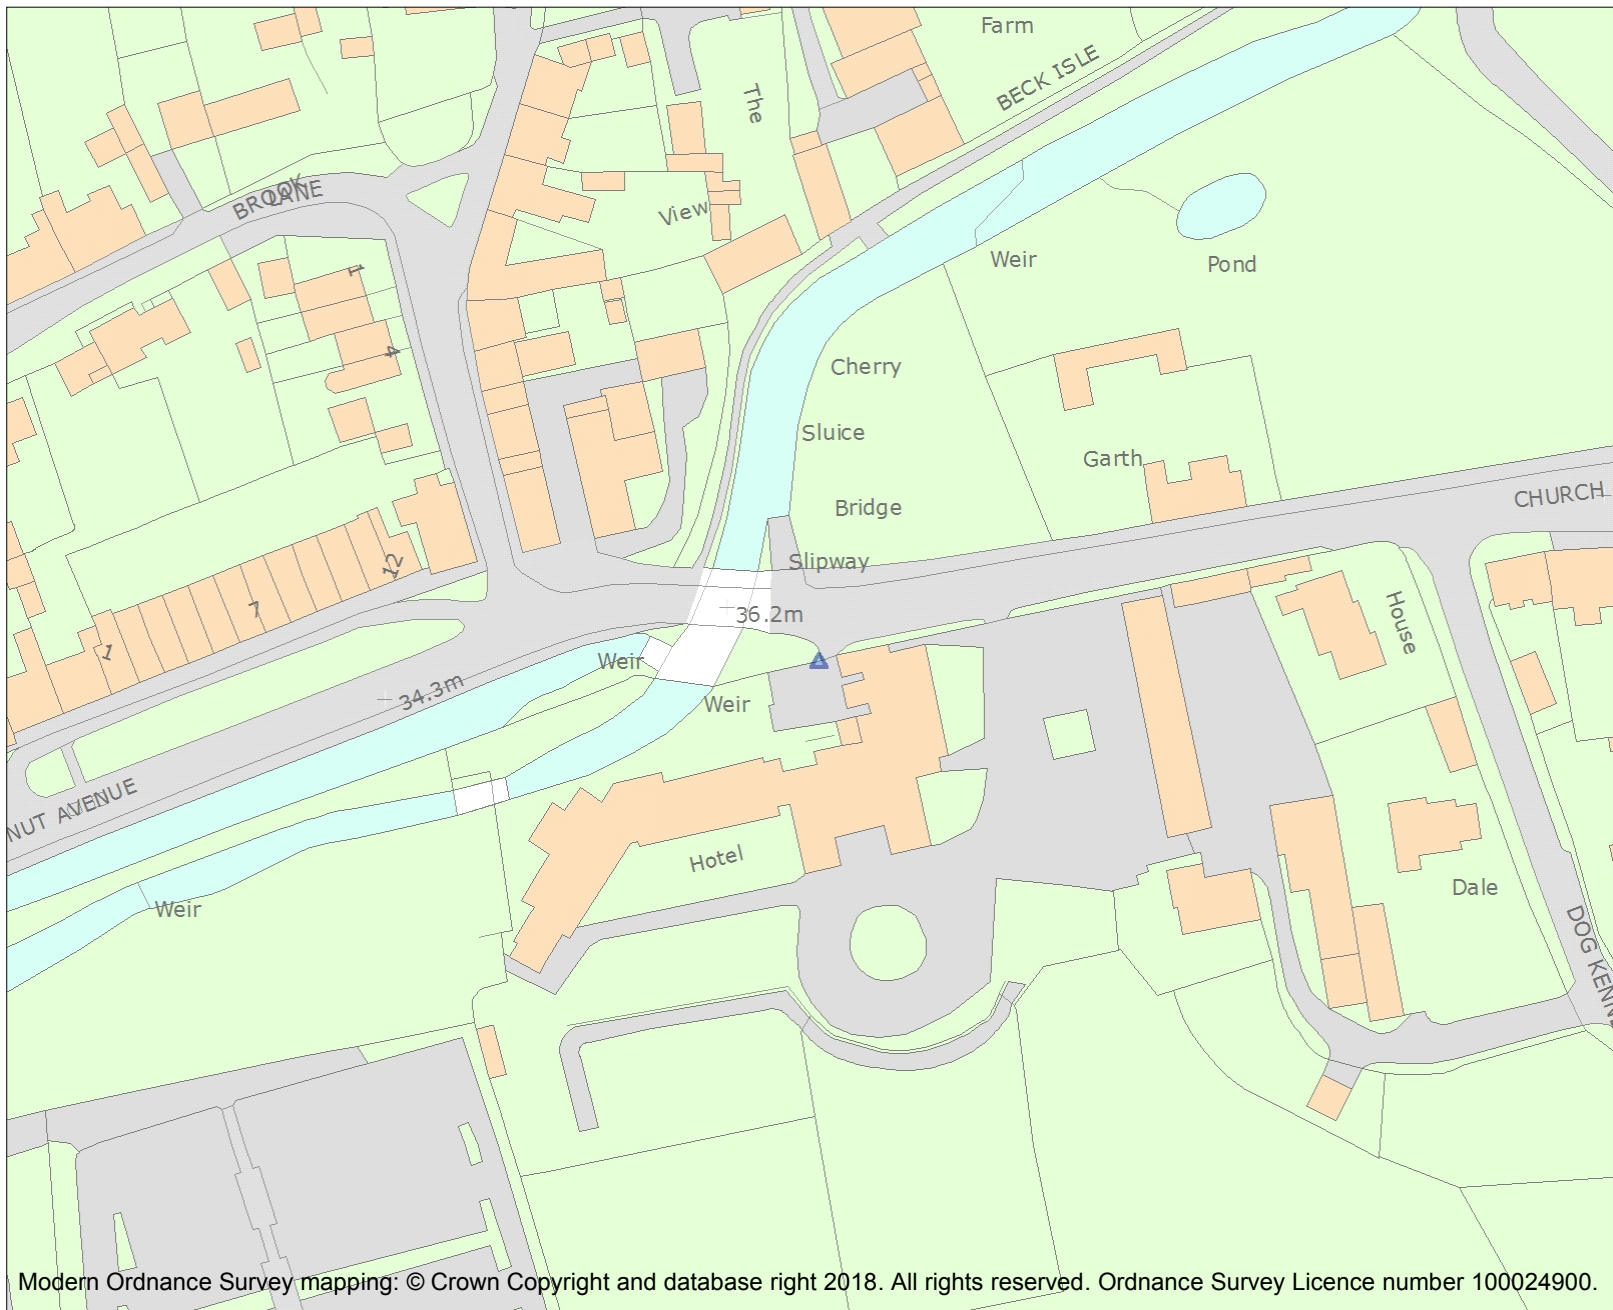 Farm
BECK ISLE
The
BROOK
LANE
View
1
Weir
Pond
4
Cherry
Sluice
Garth
Bridge
CHURCH
Slipway
12
7
36.2m
House
1
Weir
34.3m
Weir
NUT AVENUE
Hotel
Dale
Weir
DOG KENN
Modern Ordnance Survey mapping: © Crown Copyright and database right 2018. All rights reserved. Ordnance Survey Licence number 100024900.